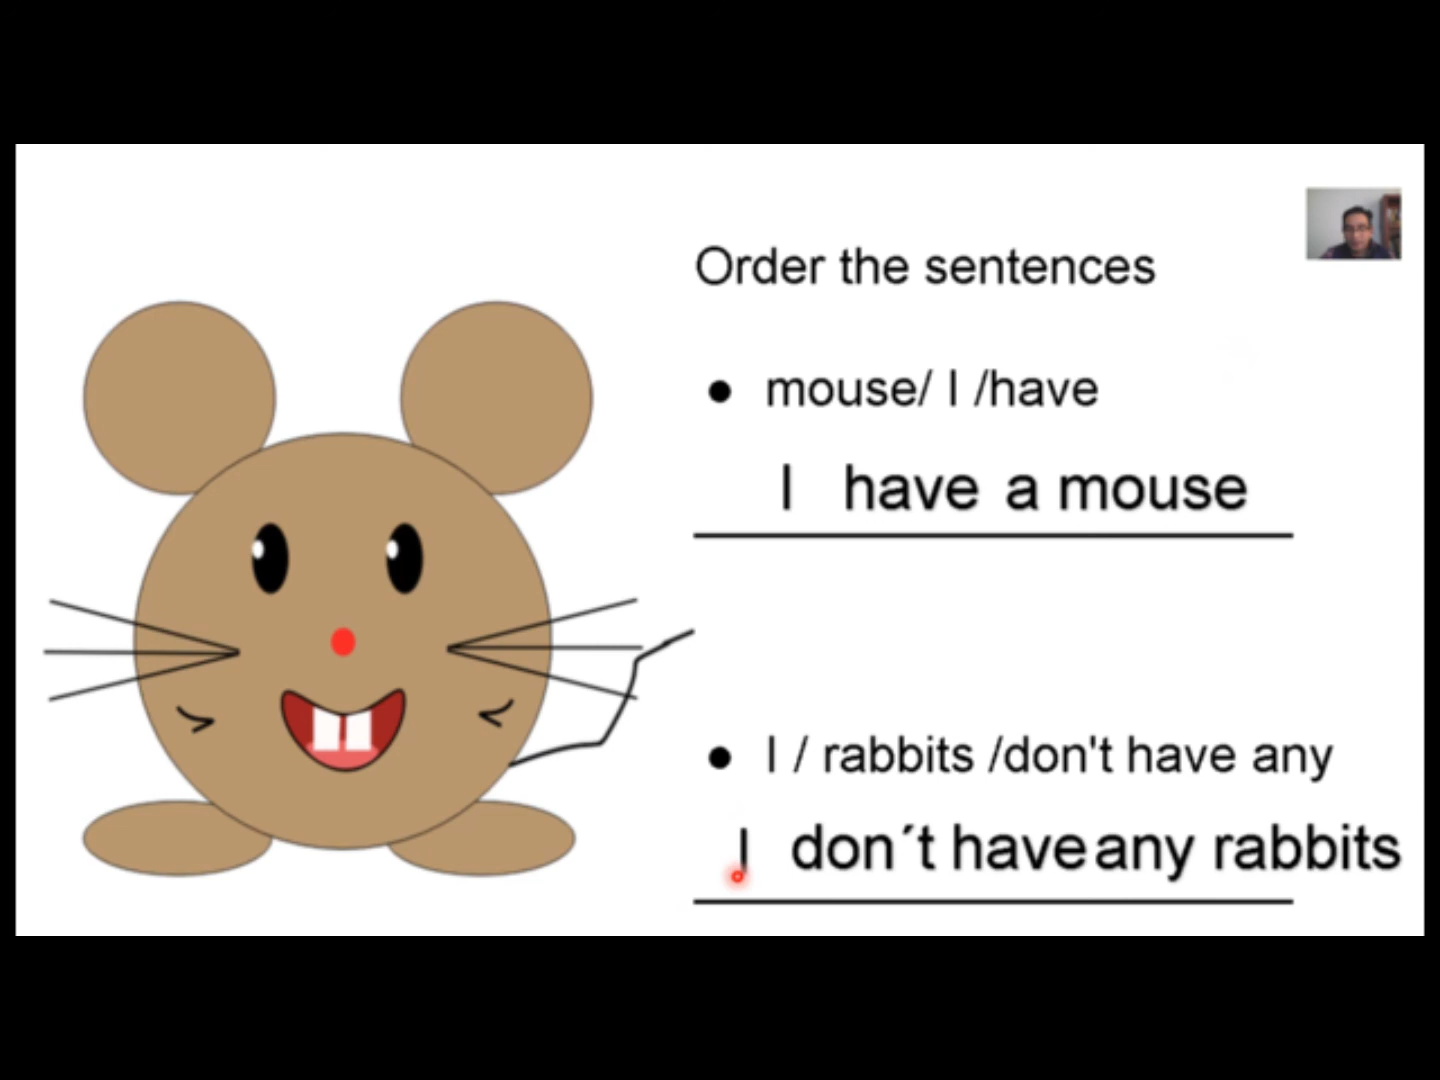 Order the sentences
● mouse/ I /have
I have a mouse
● I / rabbits /don't have any
I don´t have any rabbits